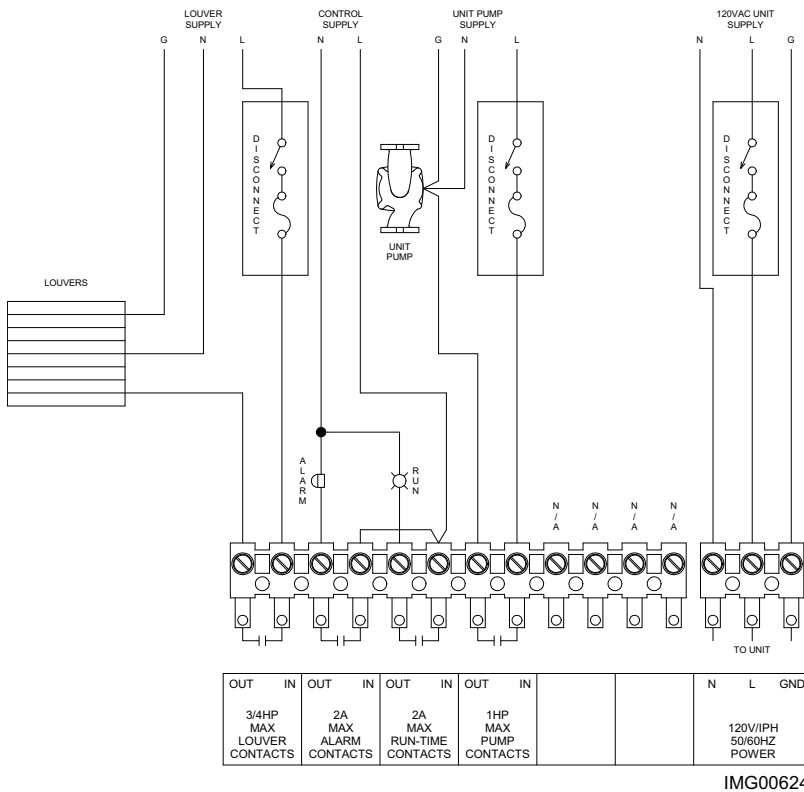 LOUVER
SUPPLY
CONTROL
SUPPLY
UNIT PUMP
SUPPLY
120VAC UNIT
SUPPLY
G N L N L G N L N L G
DISCONNECT
DISCONNECT
DISCONNECT
UNIT
PUMP
LOUVERS
ALARM
RUN
N/A
N/A
N/A
N/A
TO UNIT
OUT IN OUT IN OUT IN OUT IN N L GND
3/4HP
MAX
LOUVER
CONTACTS
2A
MAX
ALARM
CONTACTS
2A
MAX
RUN-TIME
CONTACTS
1HP
MAX
PUMP
CONTACTS
120V/IPH
50/60HZ
POWER
IMG00624